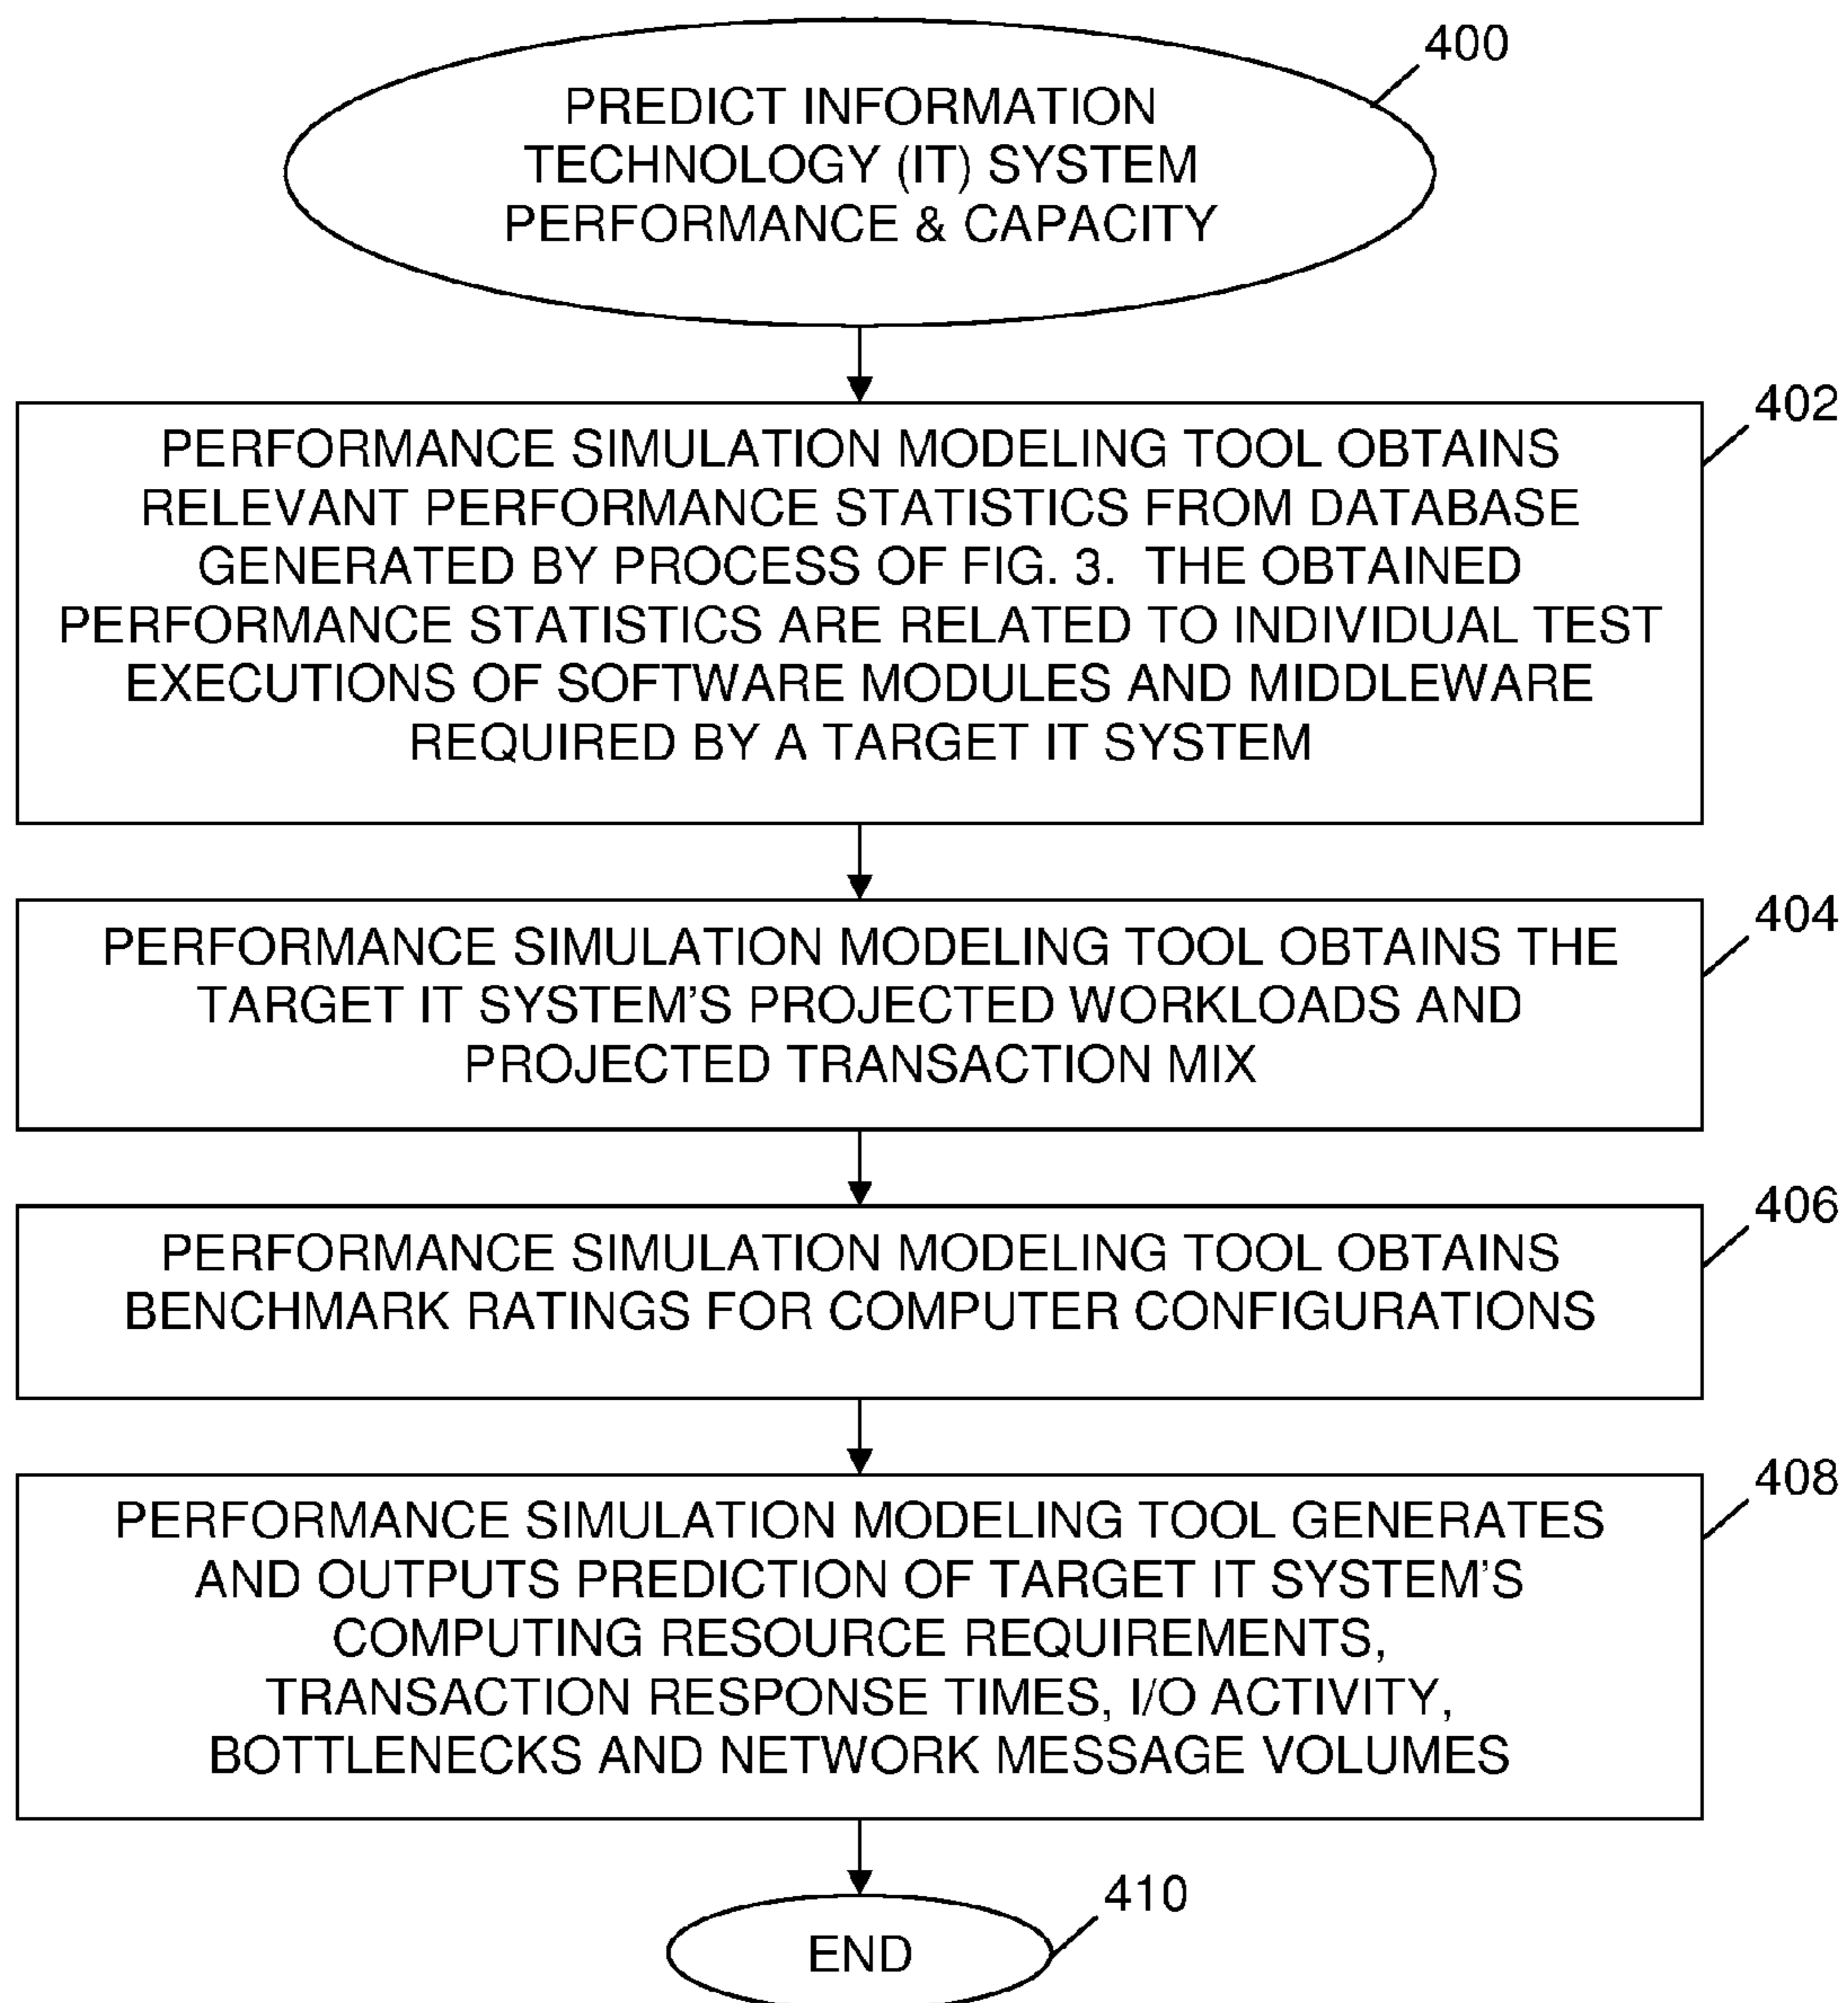 400
PREDICT INFORMATION
TECHNOLOGY (IT) SYSTEM
PERFORMANCE & CAPACITY
402
PERFORMANCE SIMULATION MODELING TOOL OBTAINS
RELEVANT PERFORMANCE STATISTICS FROM DATABASE
GENERATED BY PROCESS OF FIG. 3. THE OBTAINED
PERFORMANCE STATISTICS ARE RELATED TO INDIVIDUAL TEST
EXECUTIONS OF SOFTWARE MODULES AND MIDDLEWARE
REQUIRED BY A TARGET IT SYSTEM
404
PERFORMANCE SIMULATION MODELING TOOL OBTAINS THE
TARGET IT SYSTEM'S PROJECTED WORKLOADS AND
PROJECTED TRANSACTION MIX
406
PERFORMANCE SIMULATION MODELING TOOL OBTAINS
BENCHMARK RATINGS FOR COMPUTER CONFIGURATIONS
408
PERFORMANCE SIMULATION MODELING TOOL GENERATES
AND OUTPUTS PREDICTION OF TARGET IT SYSTEM'S
COMPUTING RESOURCE REQUIREMENTS,
TRANSACTION RESPONSE TIMES, I/O ACTIVITY,
BOTTLENECKS AND NETWORK MESSAGE VOLUMES
410
END